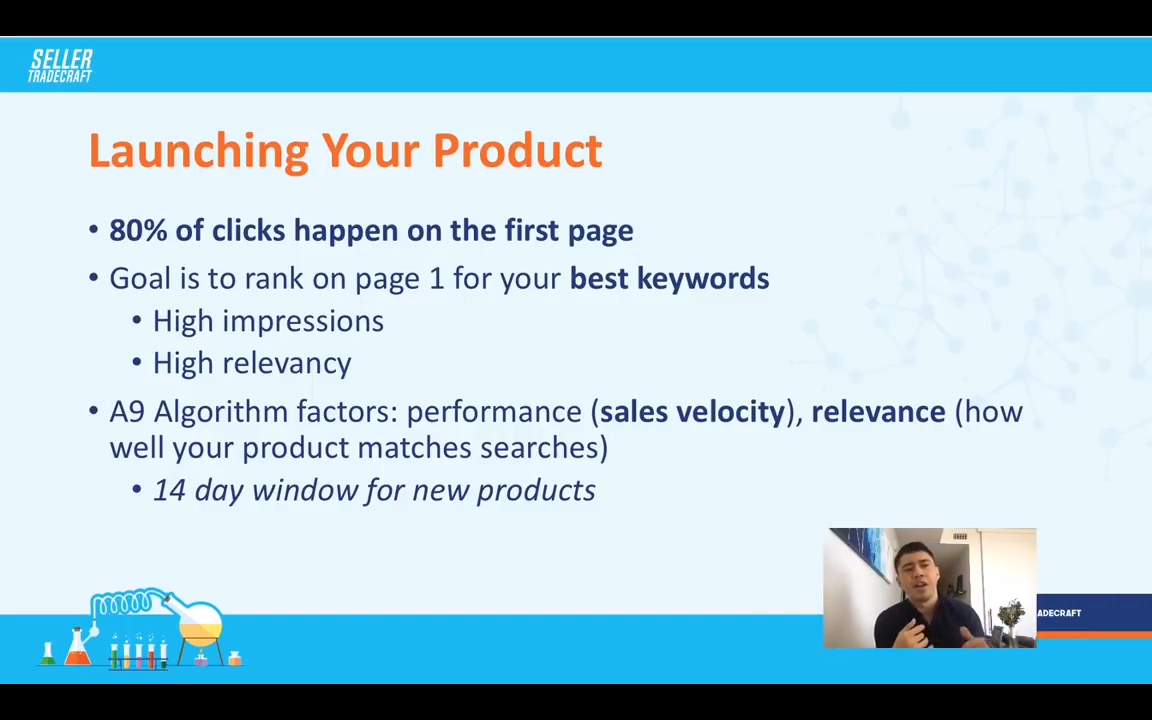 SELLER
TRADECRAFT
Launching Your Product
• 80% of clicks happen on the first page
• Goal is to rank on page 1 for your best keywords
• High impressions
• High relevancy
• A9 Algorithm factors: performance (sales velocity), relevance (how
well your product matches searches)
• 14 day window for new products
ADECRAFT